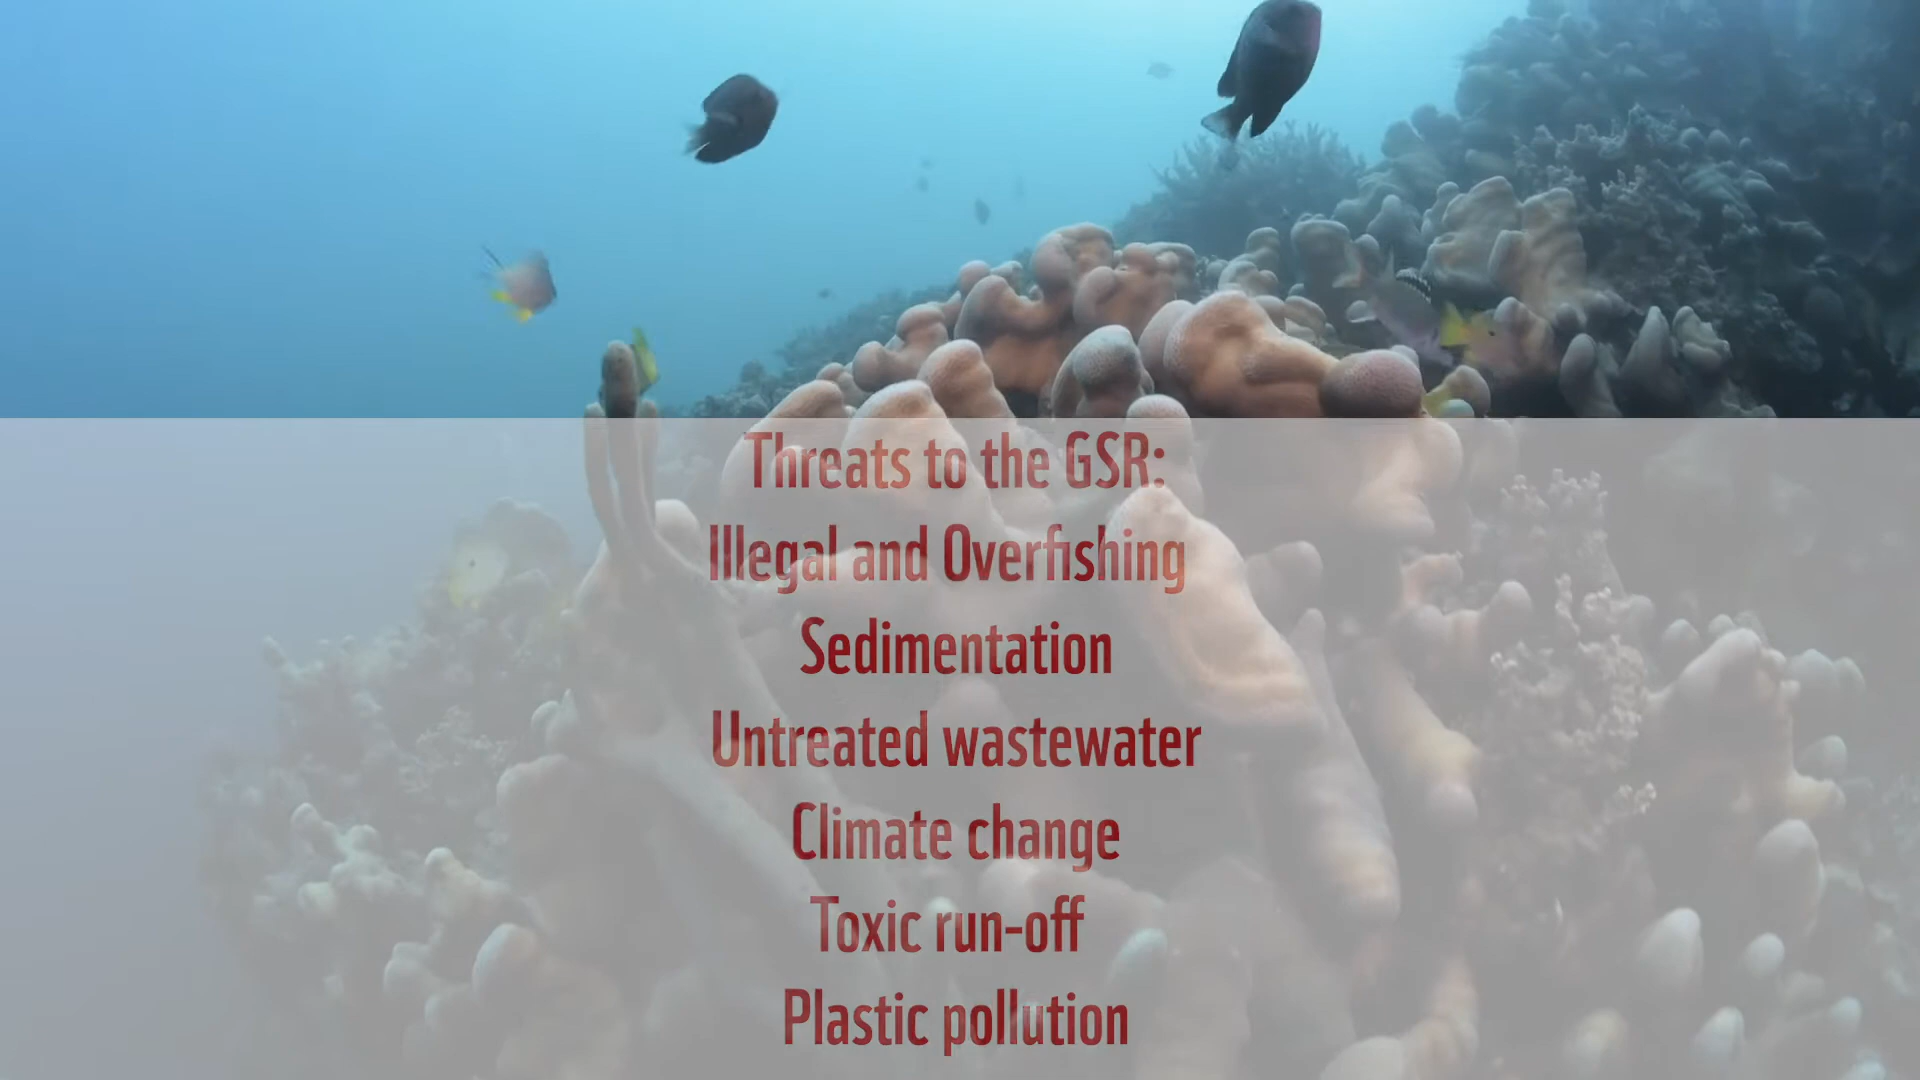 Threats to the GSR:
Illegal and Overfishing
Sedimentation
Untreated wastewater
Climate change
Toxic run-off
Plastic pollution